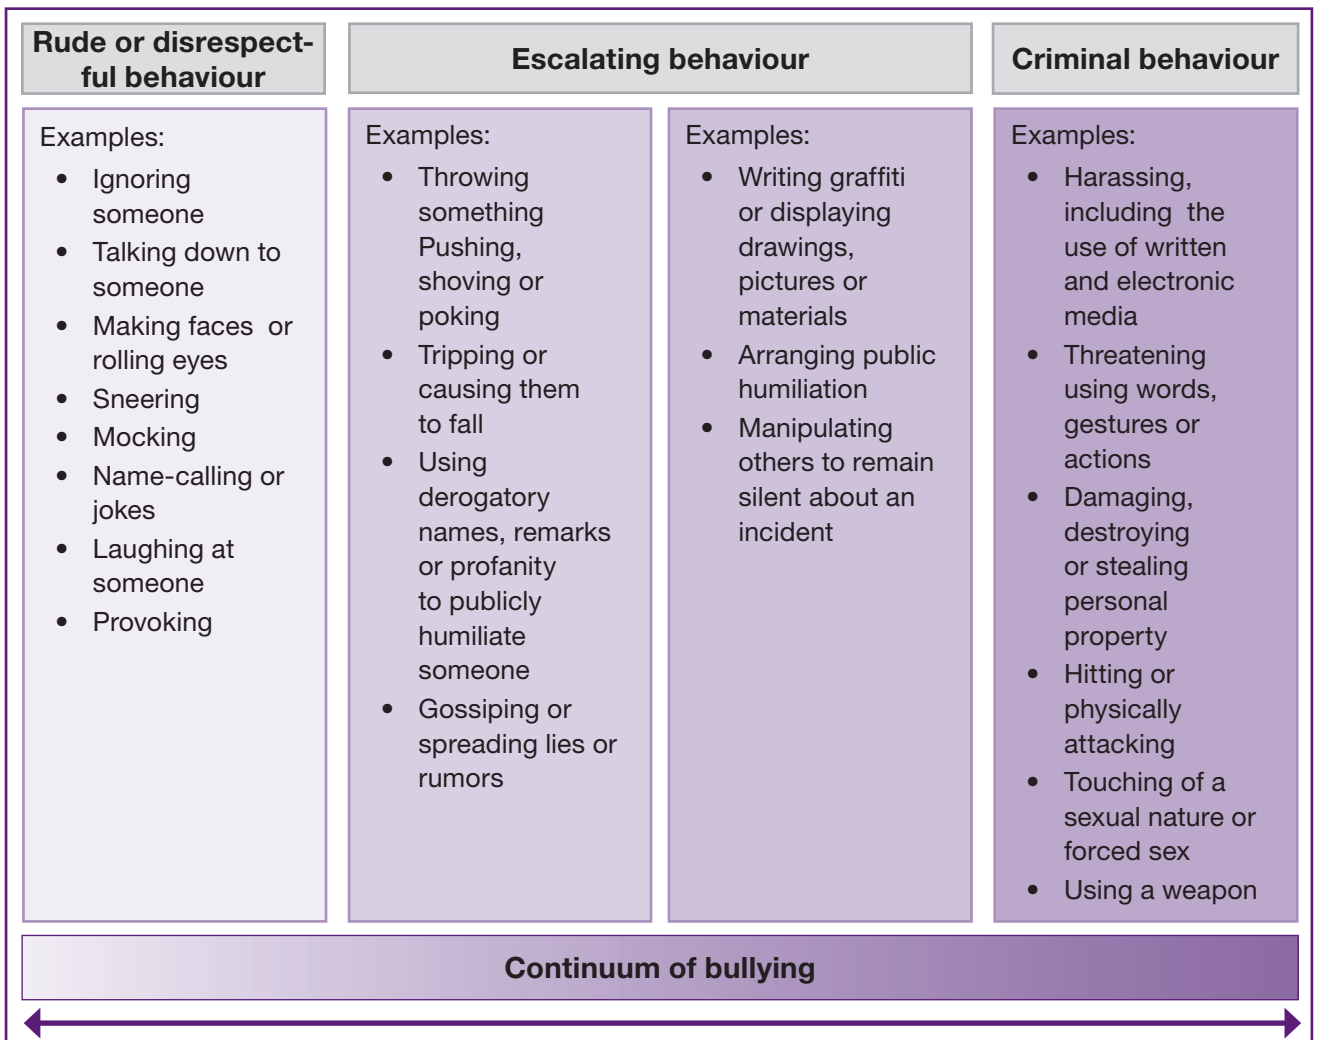 Rude or disrespect-
ful behaviour
Examples:
• Ignoring
someone
• Talking down to
someone
• Making faces  or
rolling eyes
• Sneering
• Mocking
• Name-calling or
jokes
• Laughing at
someone
• Provoking
Escalating behaviour
Examples:
• Throwing
something
Pushing,
shoving or
poking
• Tripping or
causing them
to fall
• Using
derogatory
names, remarks
or profanity
to publicly
humiliate
someone
• Gossiping or
spreading lies or
rumors
Examples:
• Writing graffiti
or displaying
drawings,
pictures or
materials
• Arranging public
humiliation
• Manipulating
others to remain
silent about an
incident
Criminal behaviour
Examples:
• Harassing,
including  the
use of written
and electronic
media
• Threatening
using words,
gestures or
actions
• Damaging,
destroying
or stealing
personal
property
• Hitting or
physically
attacking
• Touching of a
sexual nature or
forced sex
• Using a weapon
Continuum of bullying